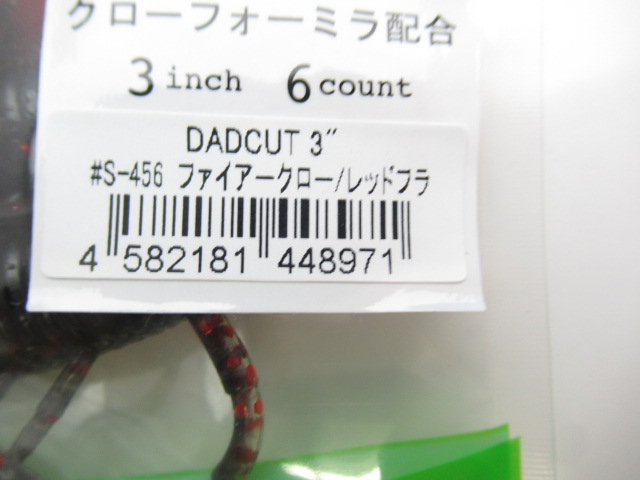 クローフォーミラ配合
3 inch 6 count
DADCUT 3″
#S-456 ファイアークロー/レッドフラ
4 582181 448971